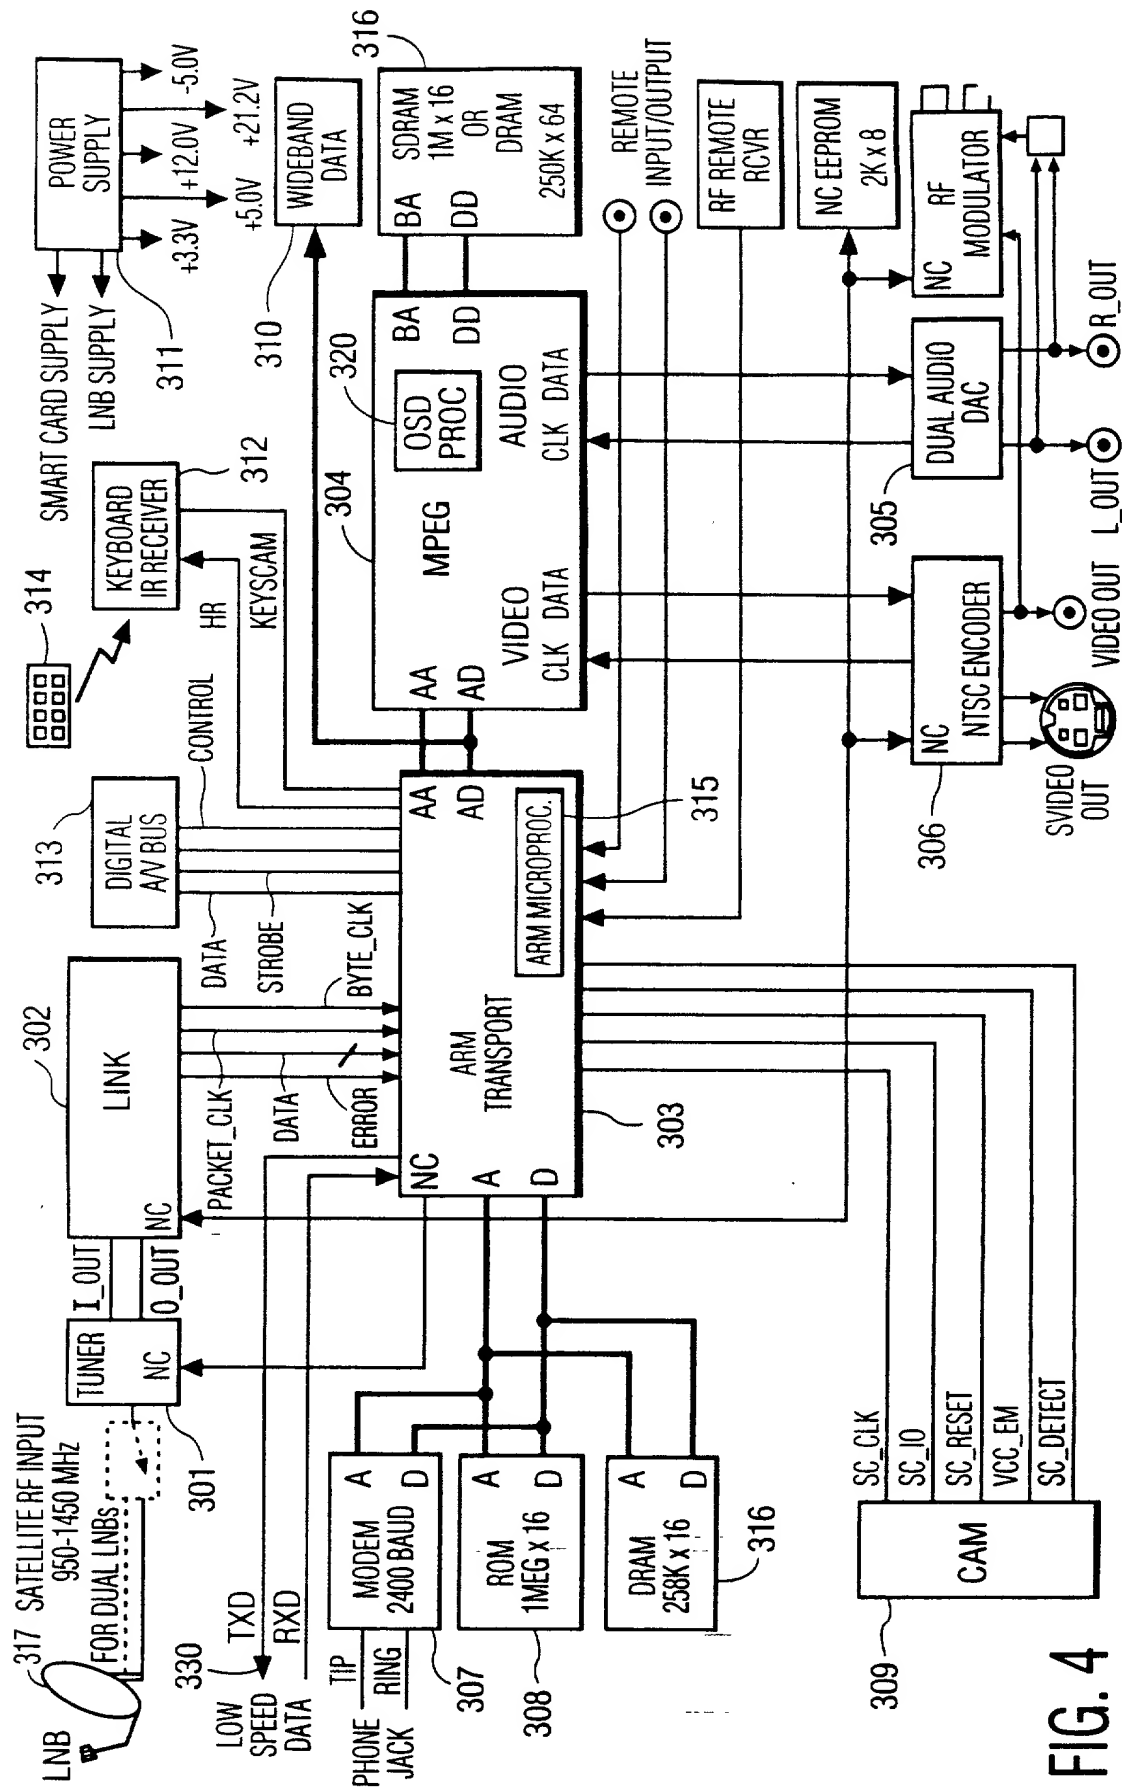 LNB
317
SATELLITE RF INPUT
950-1450 MHz
FOR DUAL LNBs
301
TUNER
NC
I_OUT
O_OUT
302
LINK
NC
PACKET_CLK
DATA
ERROR
BYTE_CLK
313
DIGITAL
A/V BUS
DATA
STROBE
CONTROL
314
KEYBOARD
IR RECEIVER
312
HR
KEYSCAM
SMART CARD SUPPLY
LNB SUPPLY
311
POWER
SUPPLY
+3.3V
+5.0V
+12.0V
+21.2V
-5.0V
310
WIDEBAND
DATA
330
LOW
SPEED
DATA
TXD
RXD
PHONE
JACK
TIP
RING
307
MODEM
2400 BAUD
A
D
308
ROM
1MEG x 16
A
D
DRAM
258K x 16
A
D
316
NC
A
D
ARM
TRANSPORT
303
AA
AD
ARM MICROPROC.
315
304
AA
AD
MPEG
320
OSD
PROC
BA
DD
VIDEO
CLK DATA
AUDIO
CLK DATA
BA
DD
SDRAM
1M x 16
OR
DRAM
250K x 64
316
REMOTE
INPUT/OUTPUT
RF REMOTE
RCVR
NC EEPROM
2K x 8
NC
RF
MODULATOR
305
DUAL AUDIO
DAC
L_OUT
R_OUT
306
NC
NTSC ENCODER
SVIDEO
OUT
VIDEO OUT
309
CAM
SC_CLK
SC_IO
SC_RESET
VCC_EM
SC_DETECT
FIG. 4